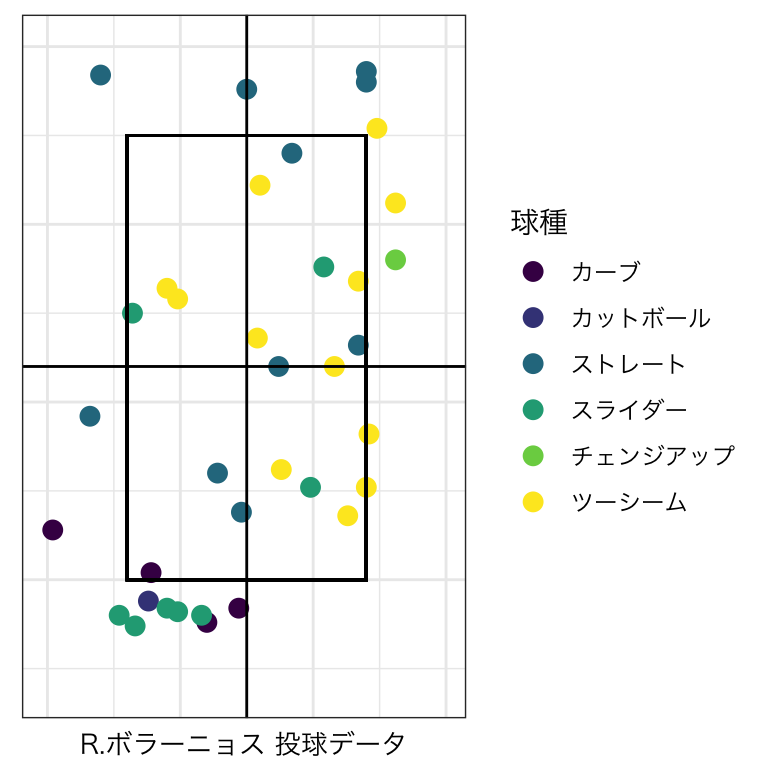 球種
カーブ
カットボール
ストレート
スライダー
チェンジアップ
ツーシーム
R.ボラーニョス 投球データ